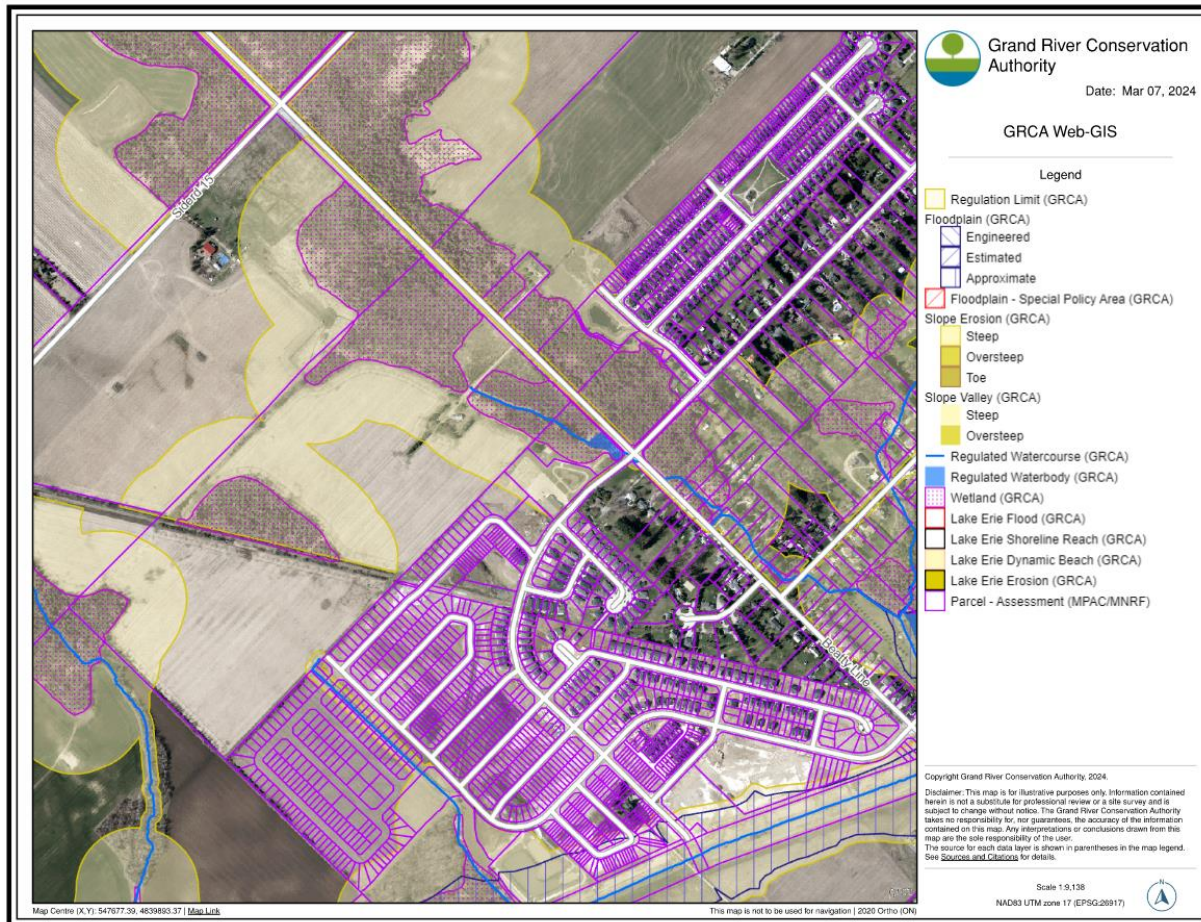 Grand River Conservation
Authority
Date: Mar 07, 2024
GRCA Web-GIS
Legend
Regulation Limit (GRCA)
Floodplain (GRCA)
Engineered
Estimated
Approximate
Floodplain - Special Policy Area (GRCA)
Slope Erosion (GRCA)
Steep
Oversteep
Toe
Slope Valley (GRCA)
Steep
Oversteep
Regulated Watercourse (GRCA)
Regulated Waterbody (GRCA)
Wetland (GRCA)
Lake Erie Flood (GRCA)
Lake Erie Shoreline Reach (GRCA)
Lake Erie Dynamic Beach (GRCA)
Lake Erie Erosion (GRCA)
Parcel - Assessment (MPAC/MNRF)
Siderd 15
Beatty Line
Copyright Grand River Conservation Authority, 2024.
Disclaimer: This map is for illustrative purposes only. Information contained
herein is not a substitute for professional review or a site survey and is
subject to change without notice. The Grand River Conservation Authority
takes no responsibility for, nor guarantees, the accuracy of the information
contained on this map. Any interpretations or conclusions drawn from this
map are the sole responsibility of the user.
The source for each data layer is shown in parentheses in the map legend.
See Sources and Citations for details.
Scale 1:9,138
NAD83 UTM zone 17 (EPSG:26917)
N
Map Centre (X,Y): 547677.39, 4839893.37 | Map Link
This map is not to be used for navigation | 2020 Ortho (ON)